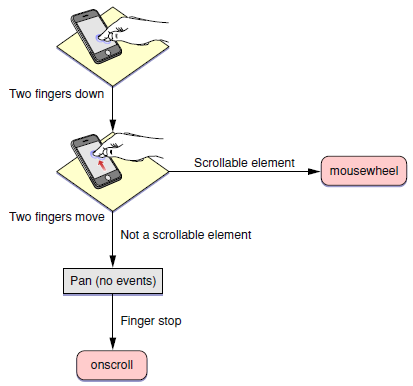 Two fingers down
Scrollable element
mousewheel
Two fingers move
Not a scrollable element
Pan (no events)
Finger stop
onscroll